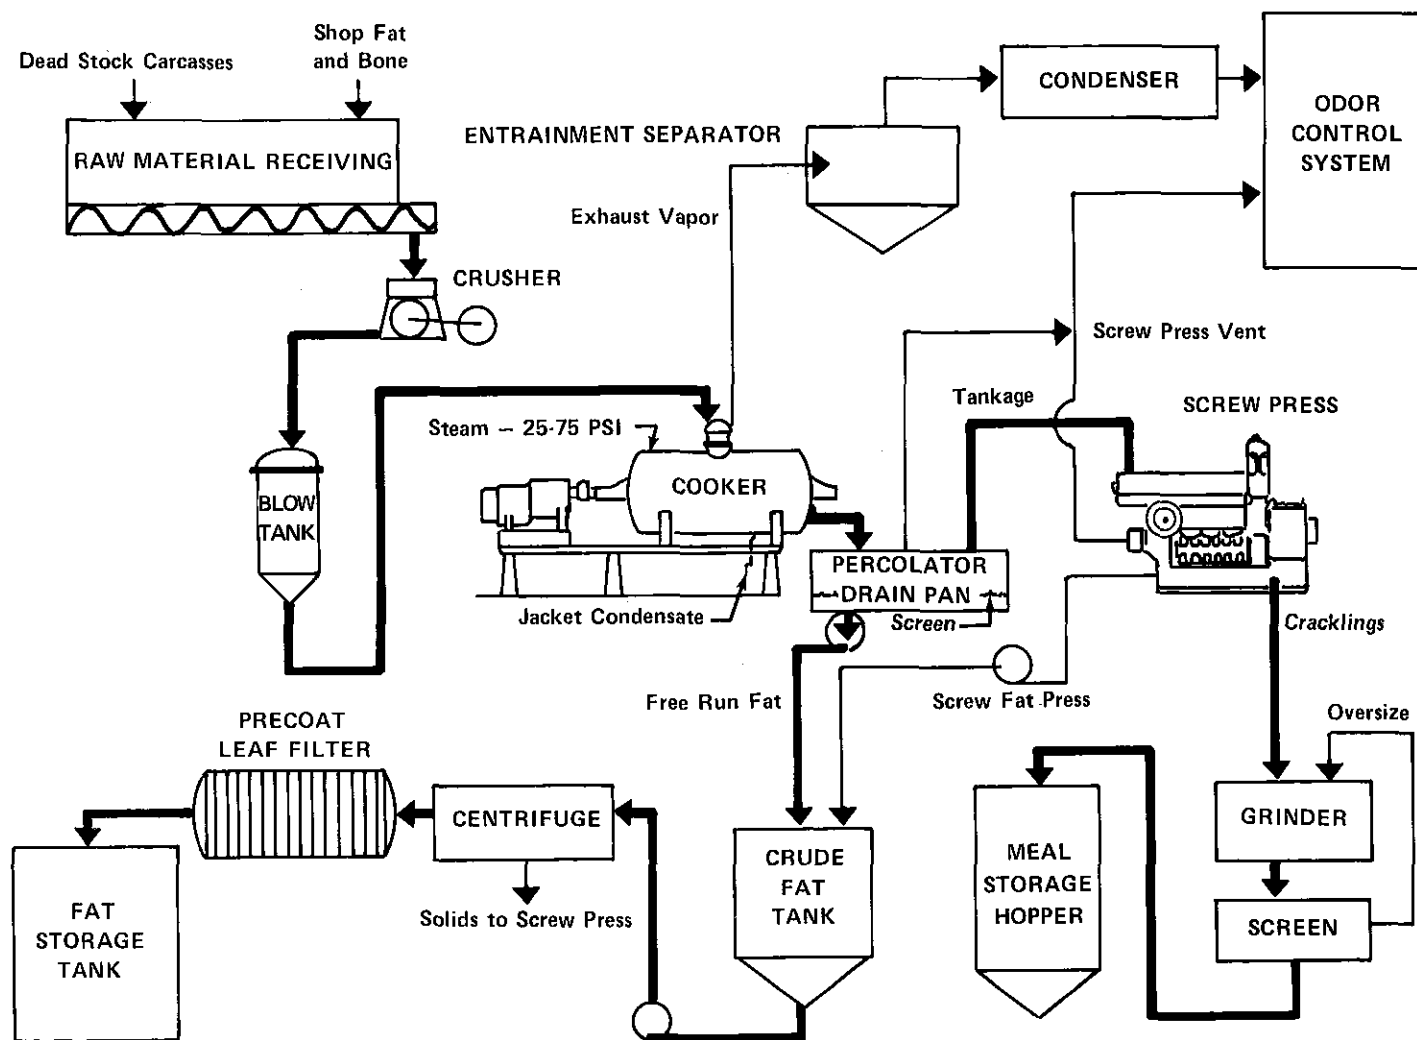 Shop Fat
and Bone
Dead Stock Carcasses
RAW MATERIAL RECEIVING
ENTRAINMENT SEPARATOR
CONDENSER
ODOR
CONTROL
SYSTEM
Exhaust Vapor
CRUSHER
Screw Press Vent
Tankage
SCREW PRESS
Steam – 25-75 PSI
COOKER
BLOW
TANK
PERCOLATOR
DRAIN PAN
Screen
Jacket Condensate
Cracklings
Free Run Fat
Screw Fat Press
Oversize
PRECOAT
LEAF FILTER
CENTRIFUGE
GRINDER
CRUDE
FAT
TANK
MEAL
STORAGE
HOPPER
FAT
STORAGE
TANK
Solids to Screw Press
SCREEN